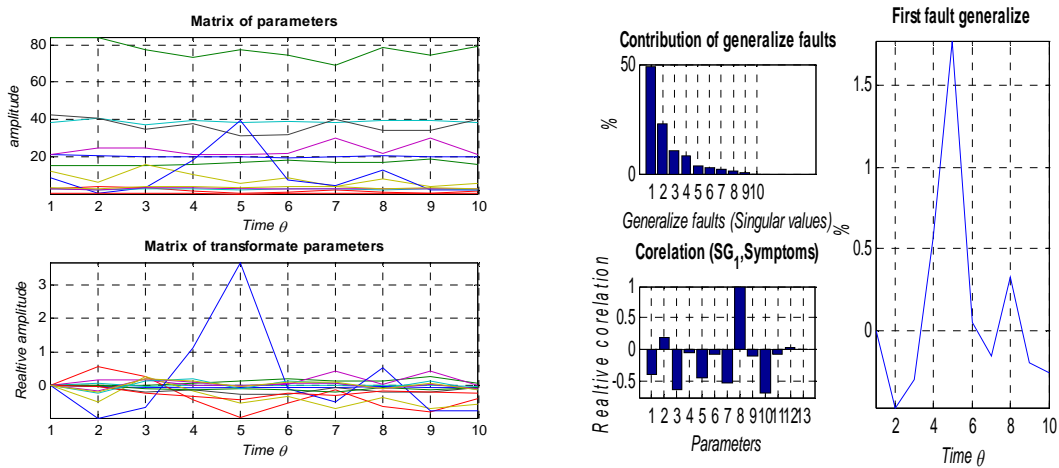 Matrix of parameters
amplitude
80
60
40
20
1 2 3 4 5 6 7 8 9 10
Time θ
Matrix of transformate parameters
Realtive amplitude
3
2
1
0
1 2 3 4 5 6 7 8 9 10
Time θ
Contribution of generalize faults
%
50
0
1 2 3 4 5 6 7 8 9 10
Generalize faults (Singular values)
Corelation (SG1,Symptoms)
Realtive corelation
1
0.5
0
-0.5
1 2 3 4 5 6 7 8 9 10 11 12 13
Parameters
First fault generalize
%
1.5
1
0.5
0
2 4 6 8 10
Time θ